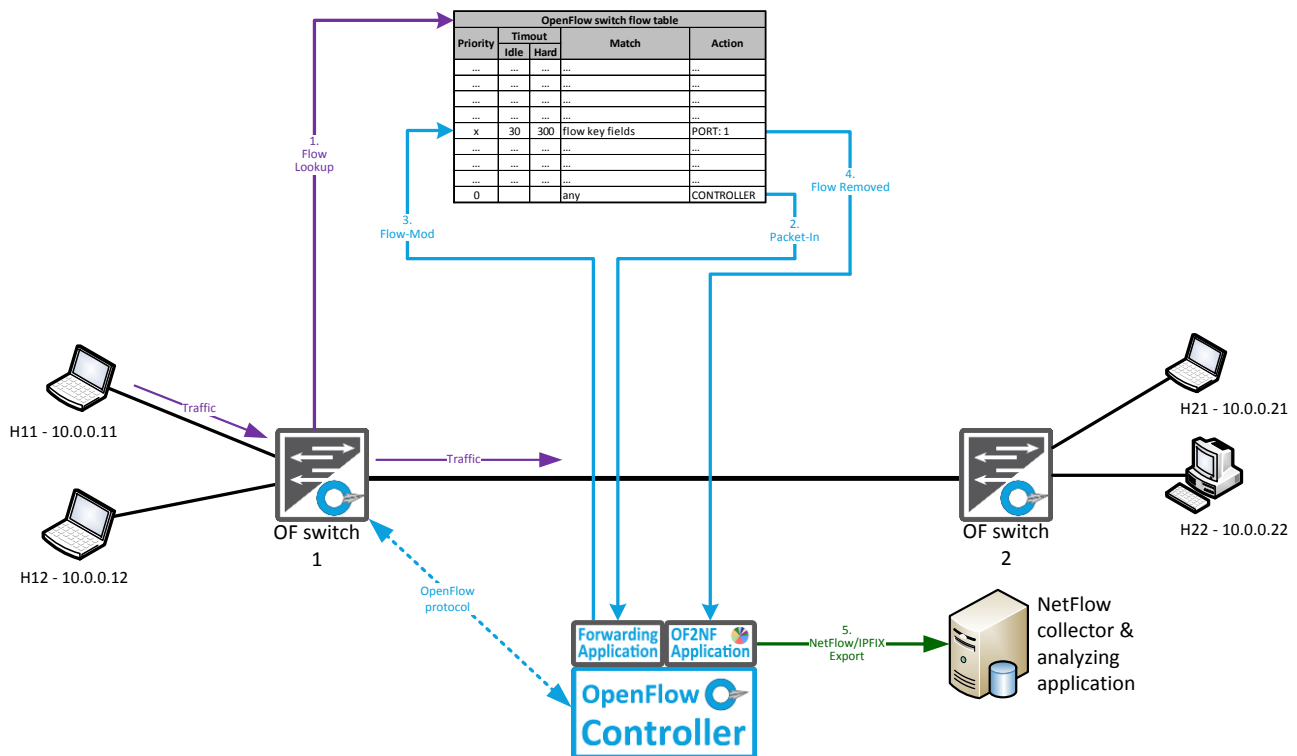 OpenFlow switch flow table
Priority Timout Match Action
Idle Hard
... ... ... ... ...
... ... ... ... ...
... ... ... ... ...
... ... ... ... ...
x 30 300 flow key fields PORT: 1
... ... ... ... ...
... ... ... ... ...
... ... ... ... ...
0 any CONTROLLER
1.
Flow
Lookup
3.
Flow-Mod
2.
Packet-In
4.
Flow Removed
Traffic
H11 - 10.0.0.11
H12 - 10.0.0.12
Traffic
OF switch
1
OF switch
2
H21 - 10.0.0.21
H22 - 10.0.0.22
OpenFlow
protocol
Forwarding
Application
OF2NF
Application
OpenFlow
Controller
5.
NetFlow/IPFIX
Export
NetFlow
collector &
analyzing
application